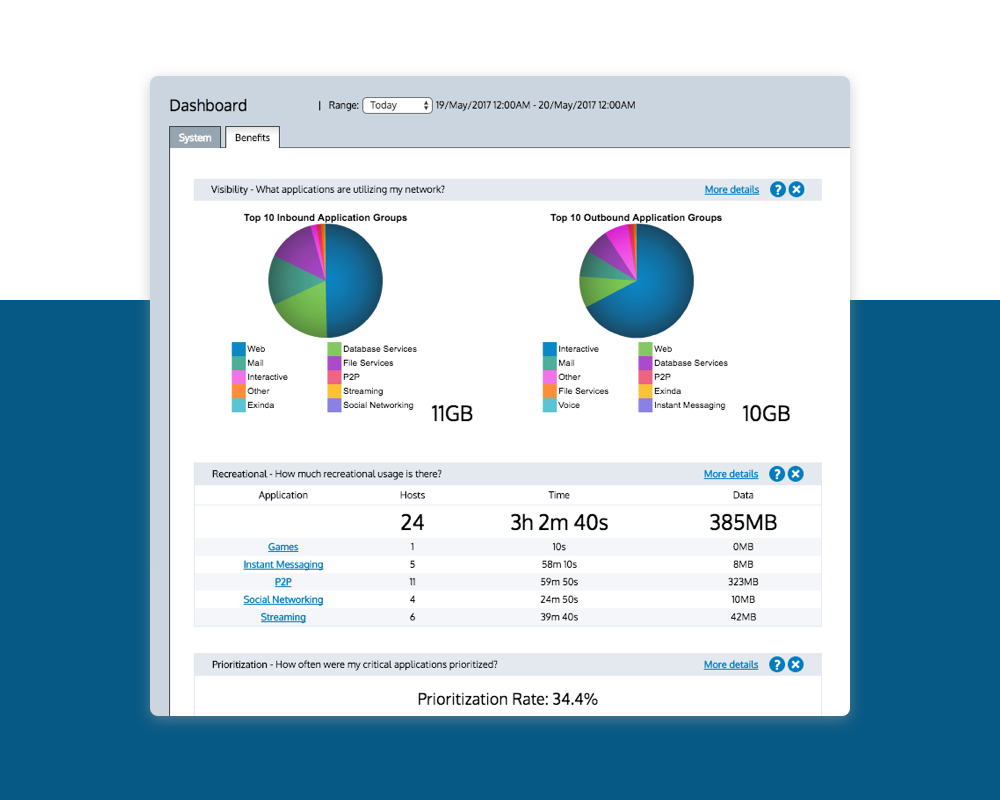 Dashboard | Range: Today 19/May/2017 12:00AM - 20/May/2017 12:00AM
System Benefits
Visibility - What applications are utilizing my network? More details ? x
Top 10 Inbound Application Groups Top 10 Outbound Application Groups
Web Database Services Interactive Web
Mail File Services Mail Database Services
Interactive P2P Other P2P
Other Streaming File Services Exinda
Exinda Social Networking 11GB Voice Instant Messaging 10GB
Recreational - How much recreational usage is there? More details ? x
Application Hosts Time Data
24 3h 2m 40s 385MB
Games 1 10s 0MB
Instant Messaging 5 58m 10s 8MB
P2P 11 59m 50s 323MB
Social Networking 4 24m 50s 10MB
Streaming 6 39m 40s 42MB
Prioritization - How often were my critical applications prioritized? More details ? x
Prioritization Rate: 34.4%